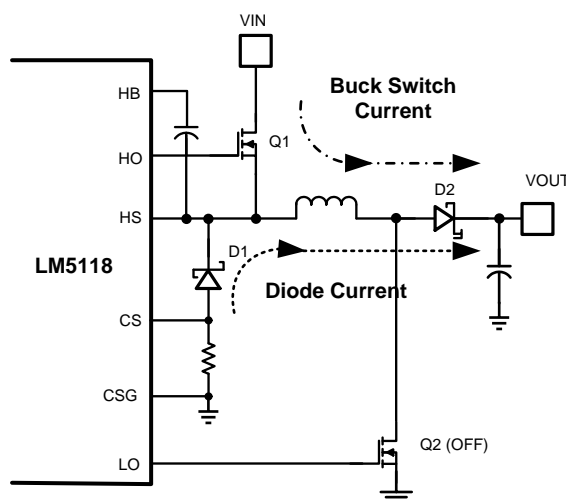 VIN
HB
Buck Switch
Current
HO
Q1
VOUT
D2
HS
D1
LM5118
Diode Current
CS
CSG
Q2 (OFF)
LO